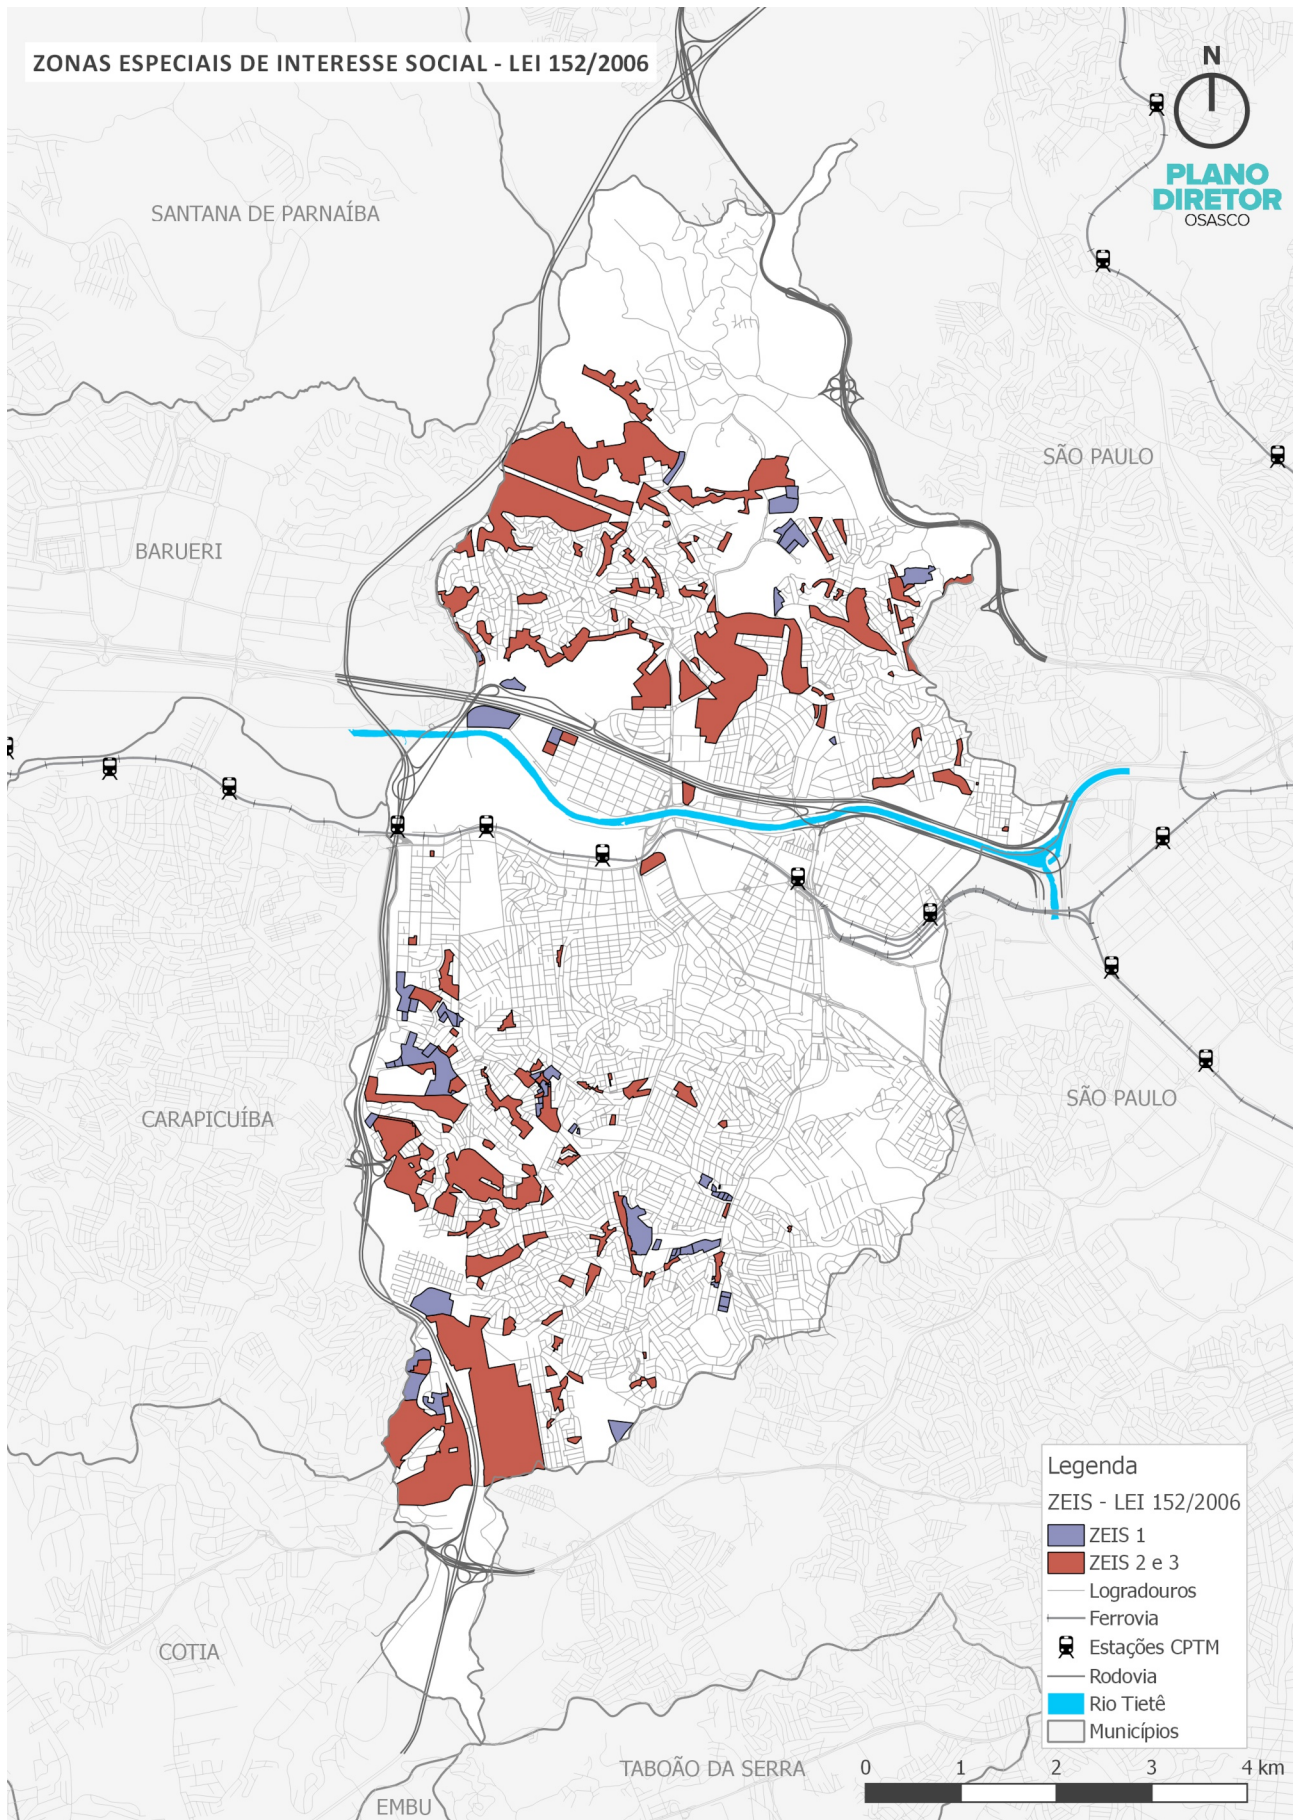 ZONAS ESPECIAIS DE INTERESSE SOCIAL - LEI 152/2006
N
PLANO
DIRETOR
OSASCO
SANTANA DE PARNAÍBA
SÃO PAULO
BARUERI
SÃO PAULO
CARAPICUÍBA
COTIA
TABOÃO DA SERRA
EMBU
Legenda
ZEIS - LEI 152/2006
ZEIS 1
ZEIS 2 e 3
Logradouros
Ferrovia
Estações CPTM
Rodovia
Rio Tietê
Municípios
0 1 2 3 4 km